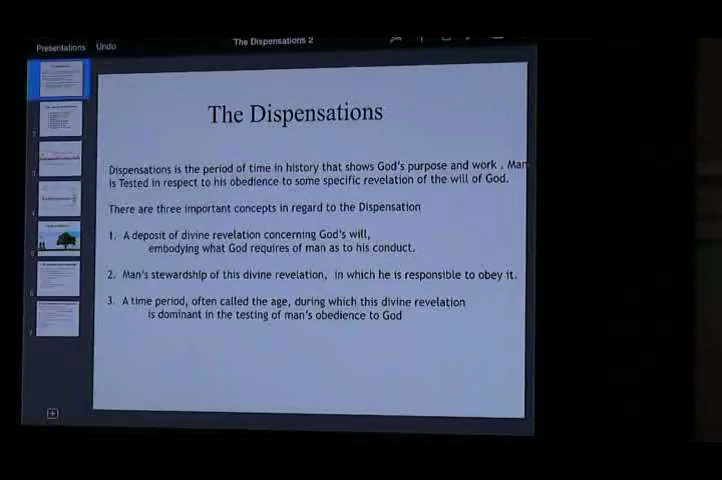 Presentations Undo The Dispensations 2
The Dispensations
Dispensations is the period of time in history that shows God's purpose and work . Man
is Tested in respect to his obedience to some specific revelation of the will of God.
There are three important concepts in regard to the Dispensation
1. A deposit of divine revelation concerning God's will,
embodying what God requires of man as to his conduct.
2. Man's stewardship of this divine revelation, in which he is responsible to obey it.
3. A time period, often called the age, during which this divine revelation
is dominant in the testing of man's obedience to God